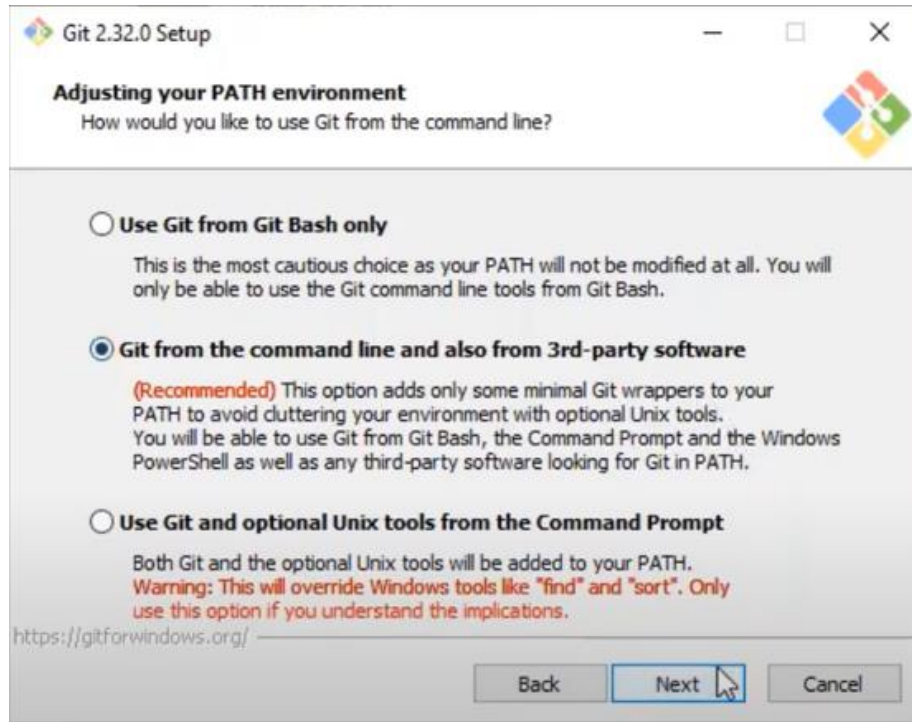 Git 2.32.0 Setup
Adjusting your PATH environment
How would you like to use Git from the command line?
Use Git from Git Bash only
This is the most cautious choice as your PATH will not be modified at all. You will
only be able to use the Git command line tools from Git Bash.
Git from the command line and also from 3rd-party software
(Recommended) This option adds only some minimal Git wrappers to your
PATH to avoid cluttering your environment with optional Unix tools.
You will be able to use Git from Git Bash, the Command Prompt and the Windows
PowerShell as well as any third-party software looking for Git in PATH.
Use Git and optional Unix tools from the Command Prompt
Both Git and the optional Unix tools will be added to your PATH.
Warning: This will override Windows tools like "find" and "sort". Only
use this option if you understand the implications.
https://gitforwindows.org/
Back
Next
Cancel